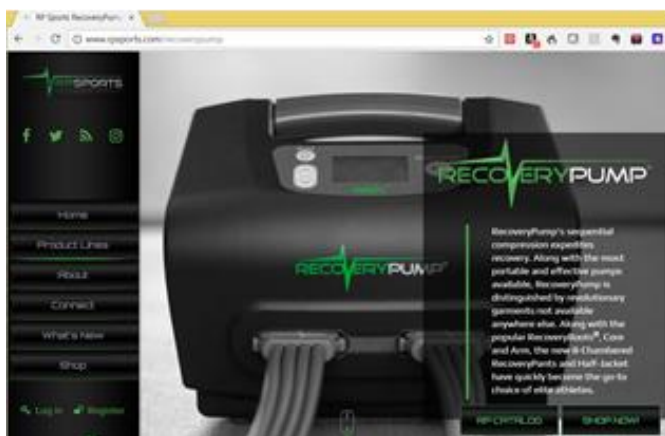 RP Sports RecoveryPum
www.rpsports.com/recoverypump
RPSPORTS
Home
Product Lines
About
Connect
What's New
Shop
Log in Register
RECOVERYPUMP
RECOVERYPUMP
RecoveryPump's sequential
compression expedites
recovery. Along with the most
portable and effective pumps
available, RecoveryPump is
distinguished by revolutionary
garments not available
anywhere else. Along with the
popular RecoveryBoots®, Core
and Arm, the new 8-Chambered
RecoveryPants and Half-Jacket
have quickly become the go-to
choice of elite athletes.
RP CATALOG SHOP NOW!